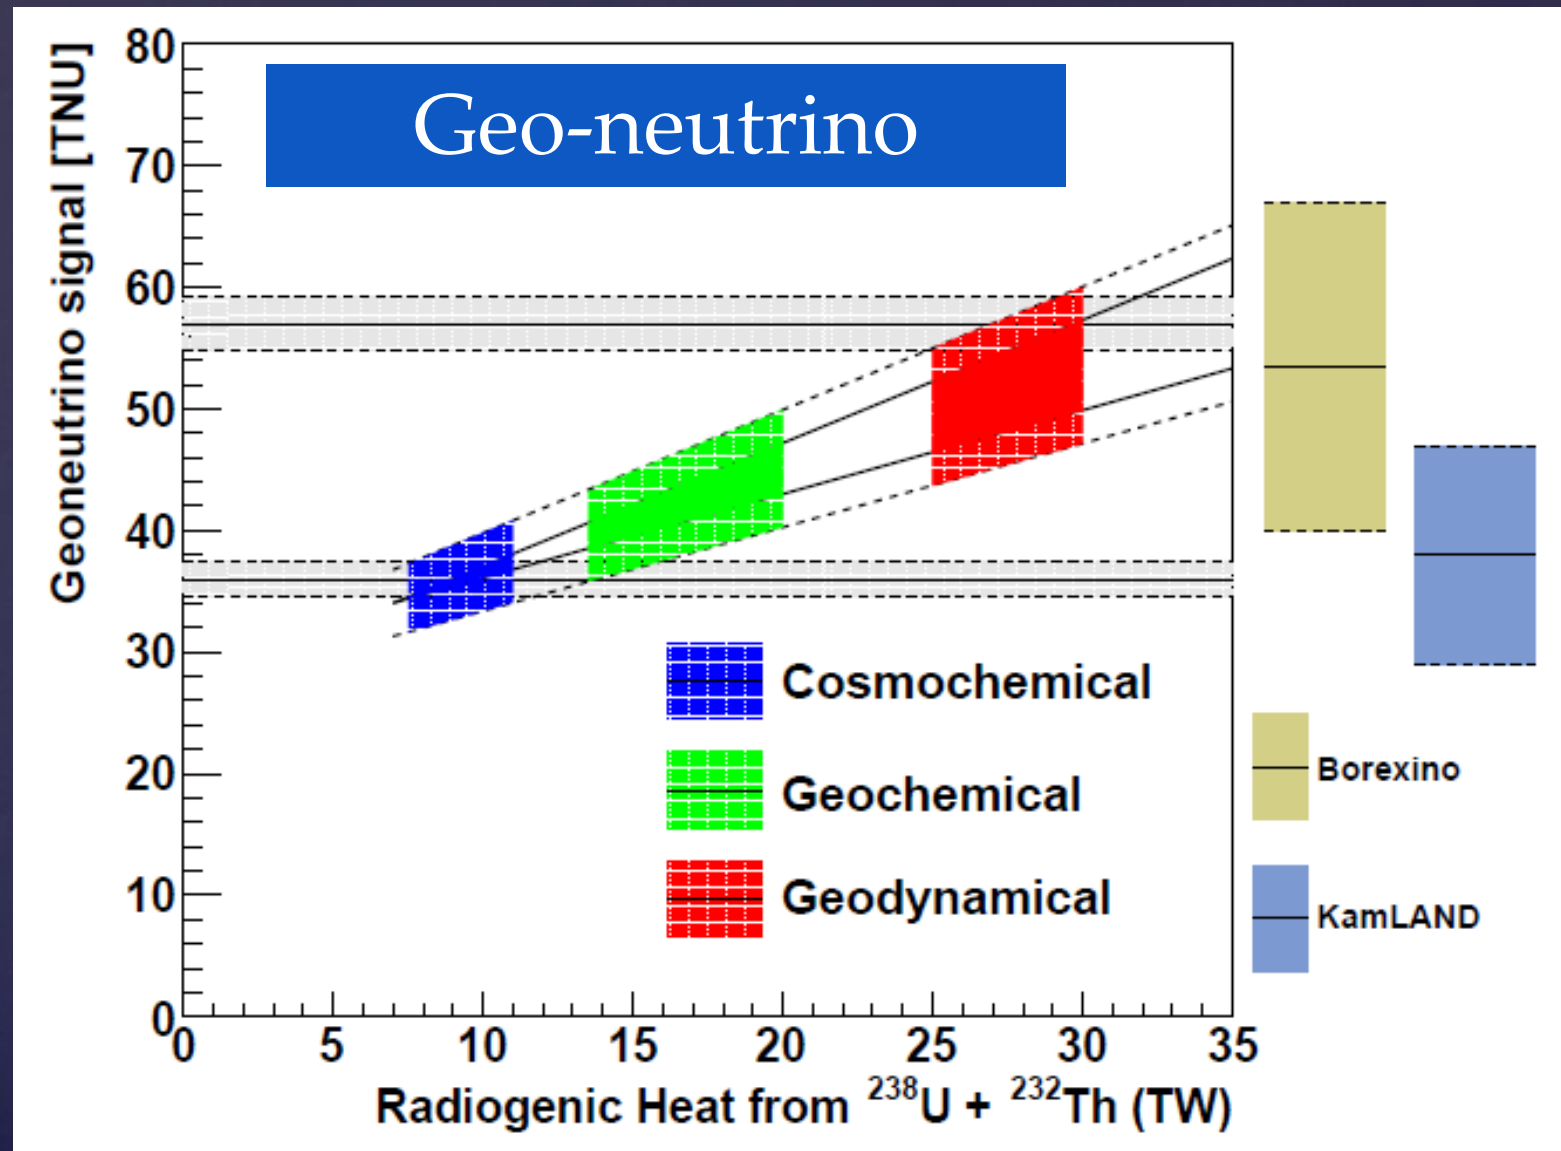 Geo-neutrino
Geoneutrino signal [TNU]
80
70
60
50
40
30
20
10
0
0 5 10 15 20 25 30 35
Radiogenic Heat from ²³⁸U + ²³²Th (TW)
Cosmochemical
Geochemical
Geodynamical
Borexino
KamLAND